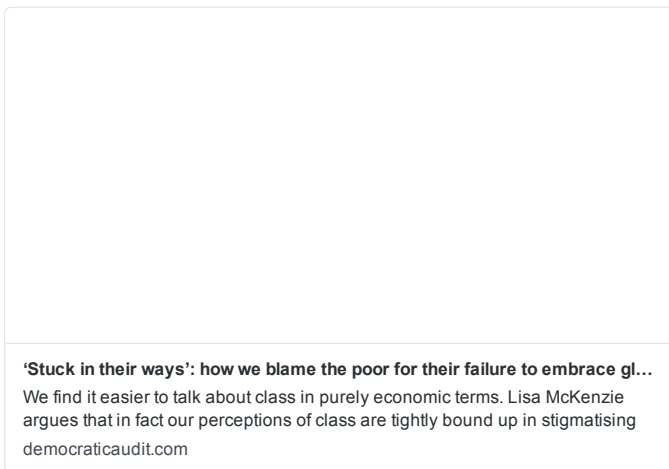 ‘Stuck in their ways’: how we blame the poor for their failure to embrace gl…
We find it easier to talk about class in purely economic terms. Lisa McKenzie
argues that in fact our perceptions of class are tightly bound up in stigmatising
democraticaudit.com